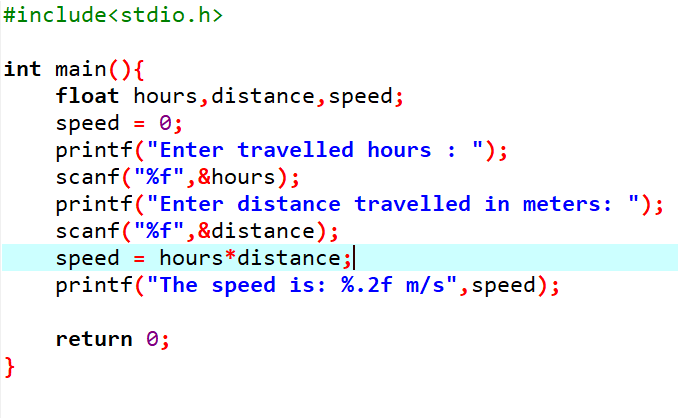 #include<stdio.h>
int main(){
    float hours,distance,speed;
    speed = 0;
    printf("Enter travelled hours : ");
    scanf("%f",&hours);
    printf("Enter distance travelled in meters: ");
    scanf("%f",&distance);
    speed = hours*distance;
    printf("The speed is: %.2f m/s",speed);
    return 0;
}